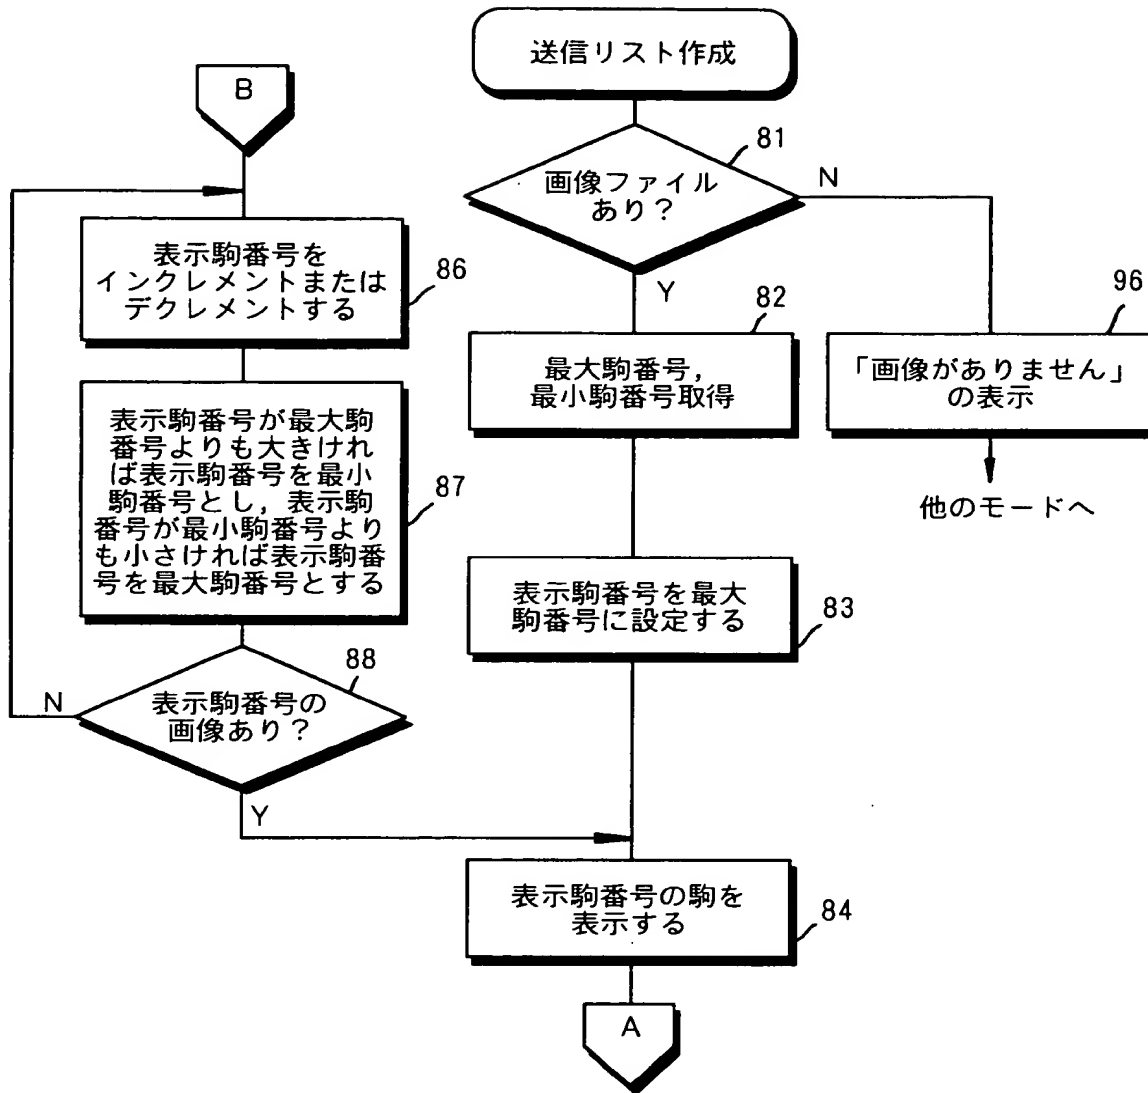 送信リスト作成
B
81
画像ファイル
あり？
N
Y
表示駒番号を
インクレメントまたは
デクレメントする
86
82
最大駒番号，
最小駒番号取得
96
「画像がありません」
の表示
他のモードへ
表示駒番号が最大駒
番号よりも大きけれ
ば表示駒番号を最小
駒番号とし，表示駒
番号が最小駒番号より
も小さければ表示駒番
号を最大駒番号とする
87
表示駒番号を最大
駒番号に設定する
83
88
表示駒番号の
画像あり？
N
Y
表示駒番号の駒を
表示する
84
A